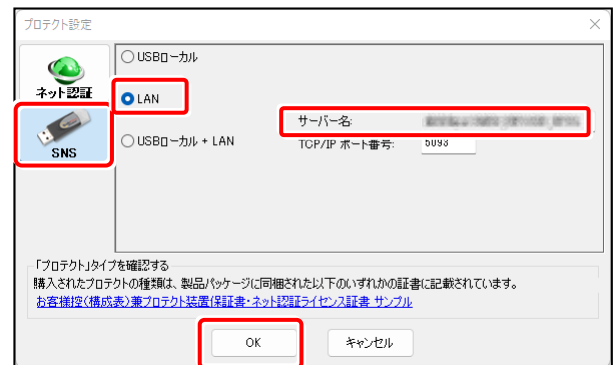 プロテクト設定
USBローカル
ネット認証
LAN
サーバー名:
SNS
USBローカル + LAN
TCP/IP ポート番号:
5093
「プロテクト」タイプを確認する
購入されたプロテクトの種類は、製品パッケージに同梱された以下のいずれかの証書に記載されています。
お客様控(構成表)兼プロテクト装置保証書・ネット認証ライセンス証書 サンプル
OK
キャンセル